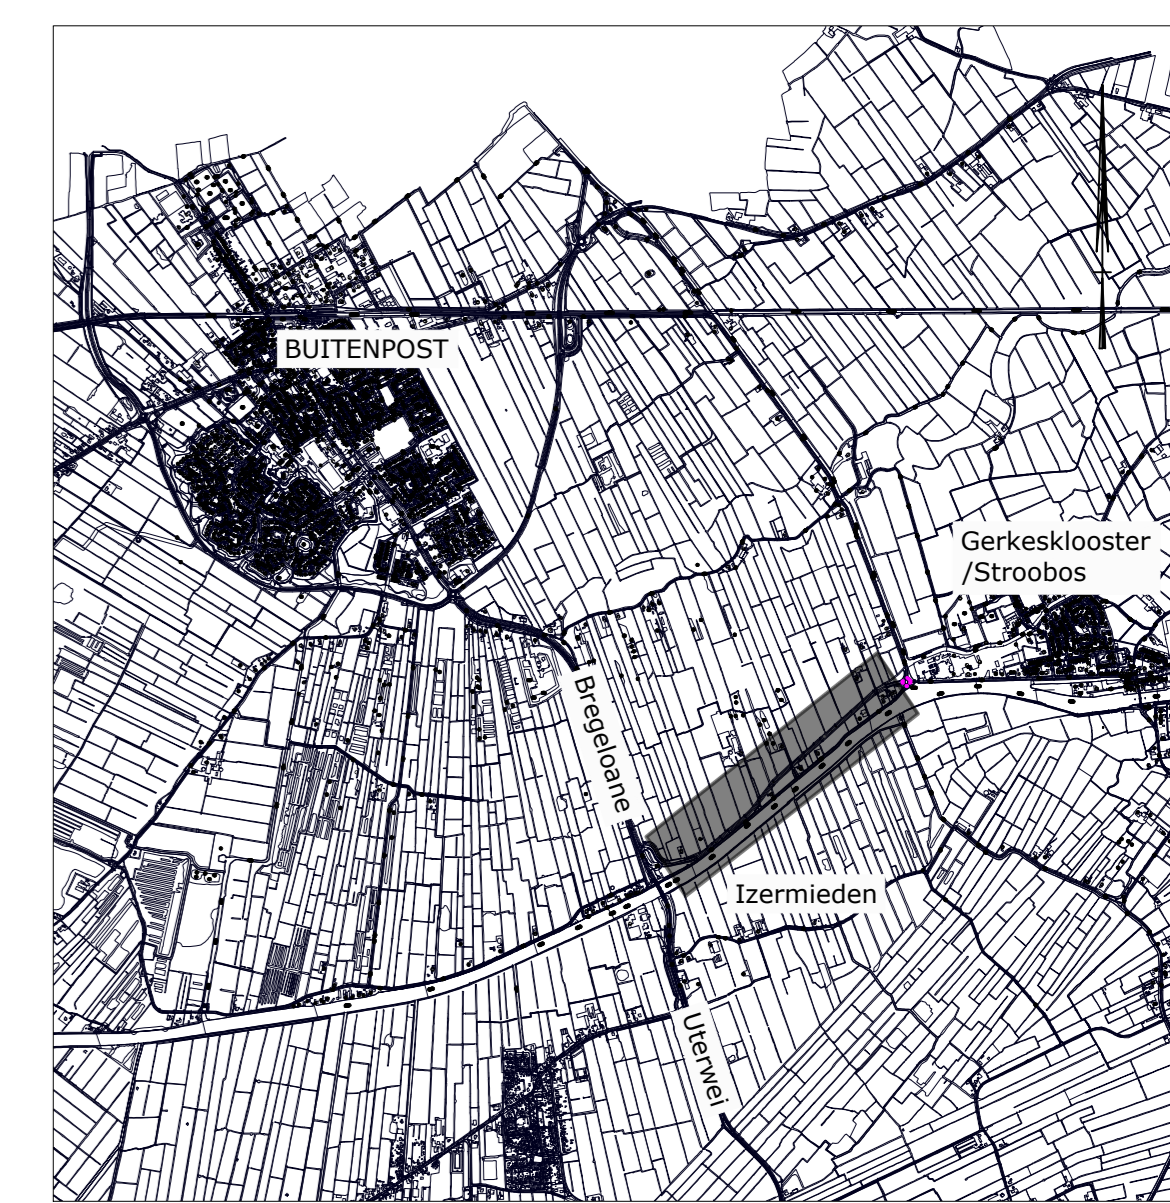 BUITENPOST
Gerkesklooster
/Stroobos
Bregeloane
Izermieden
Uterwei